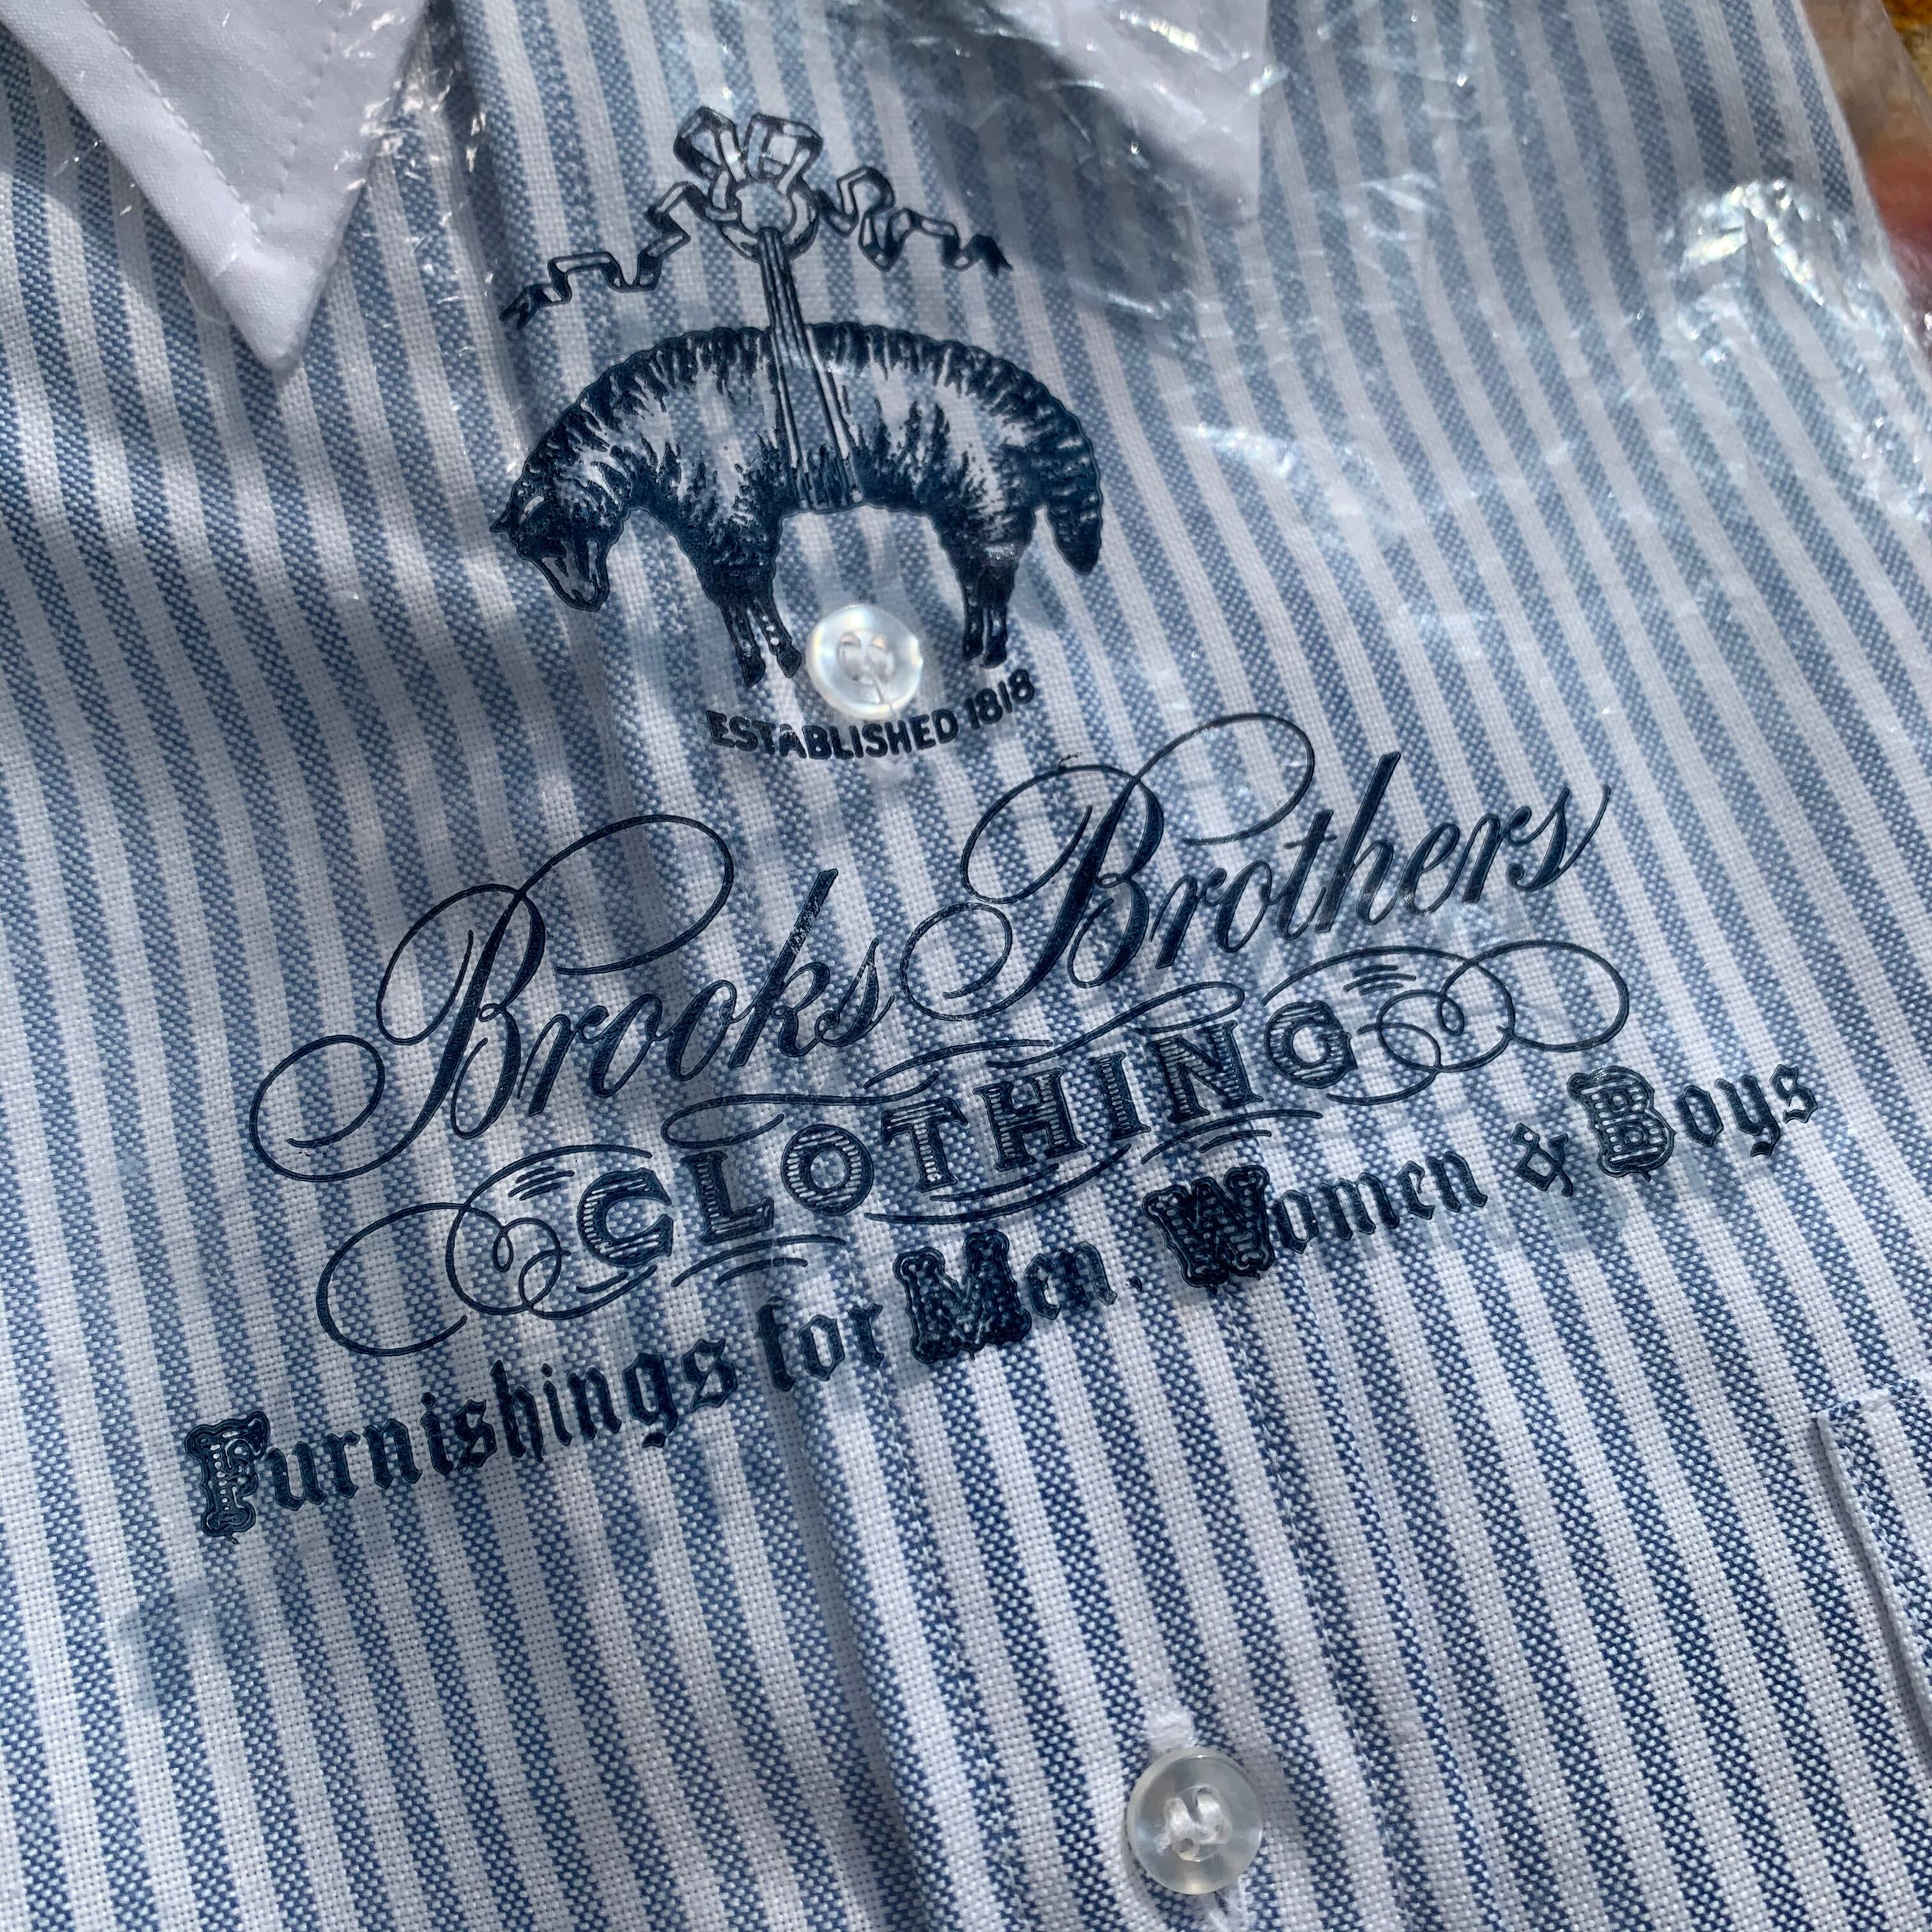 ESTABLISHED 1818
Brooks Brothers
CLOTHING
Furnishings for Men. Women & Boys